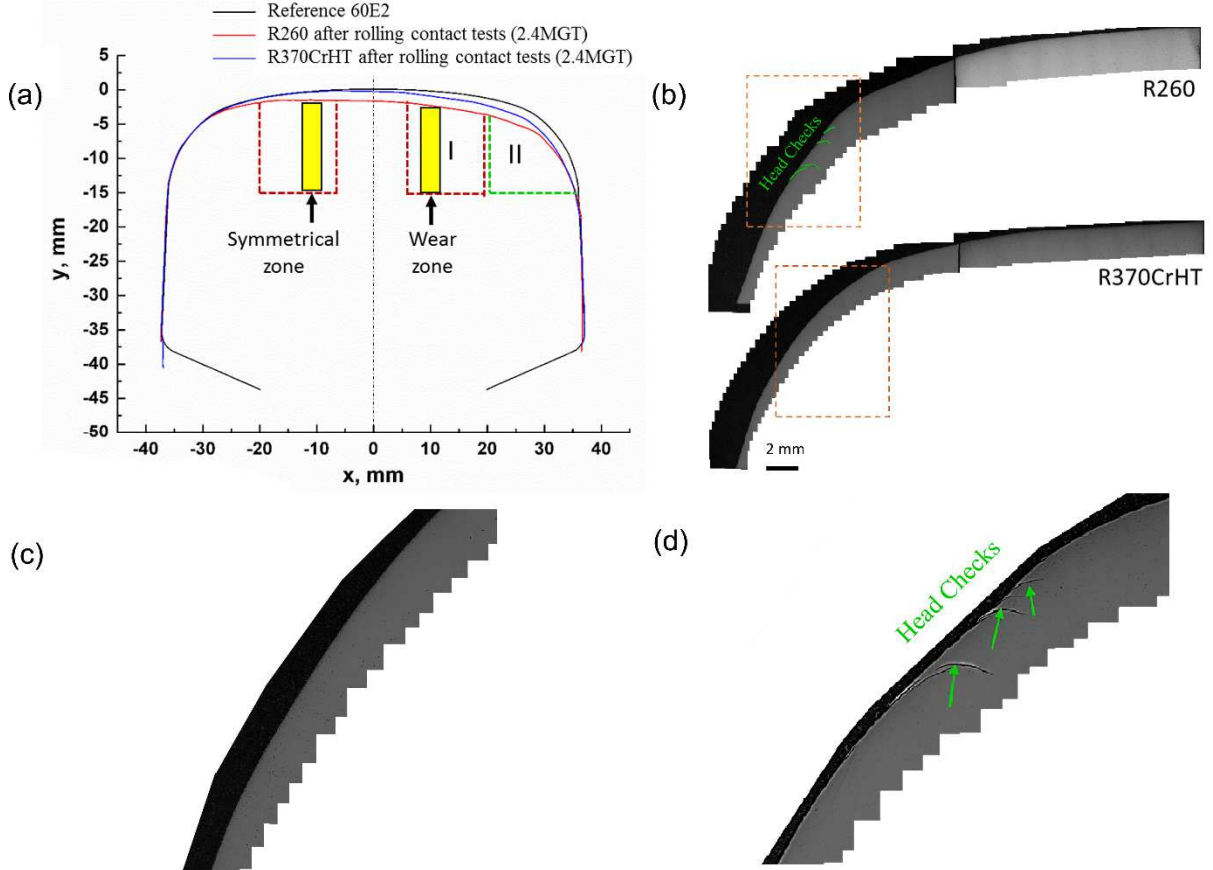 Reference 60E2
R260 after rolling contact tests (2.4MGT)
R370CrHT after rolling contact tests (2.4MGT)
(a)
5
0
-5
-10
-15
-20
-25
-30
-35
-40
-45
-50
y, mm
I
II
Symmetrical
zone
Wear
zone
-40
-30
-20
-10
0
10
20
30
40
x, mm
(b)
R260
Head Checks
R370CrHT
2 mm
(c)
(d)
Head Checks